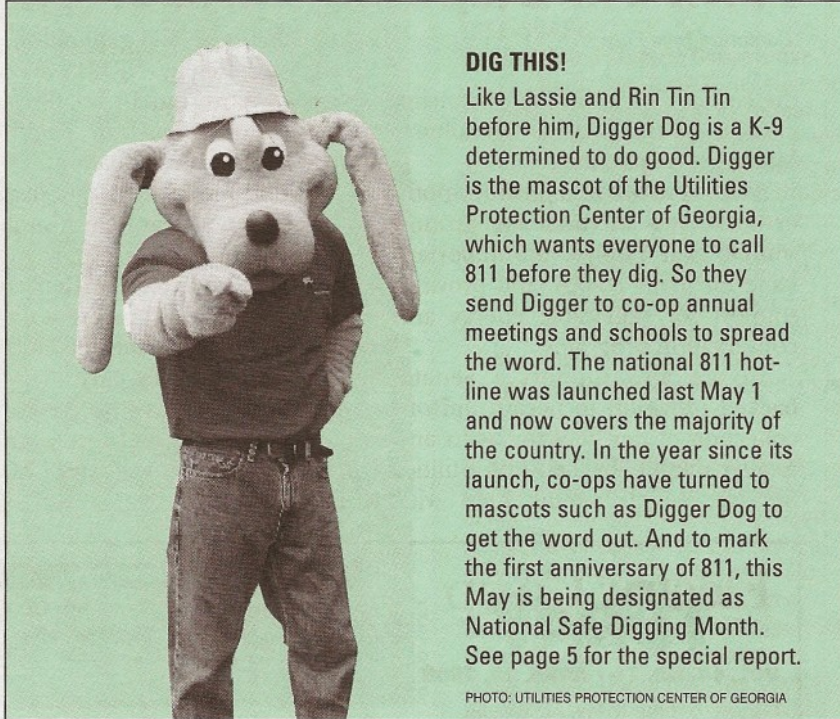 DIG THIS!
Like Lassie and Rin Tin Tin
before him, Digger Dog is a K-9
determined to do good. Digger
is the mascot of the Utilities
Protection Center of Georgia,
which wants everyone to call
811 before they dig. So they
send Digger to co-op annual
meetings and schools to spread
the word. The national 811 hot-
line was launched last May 1
and now covers the majority of
the country. In the year since its
launch, co-ops have turned to
mascots such as Digger Dog to
get the word out. And to mark
the first anniversary of 811, this
May is being designated as
National Safe Digging Month.
See page 5 for the special report.
PHOTO: UTILITIES PROTECTION CENTER OF GEORGIA